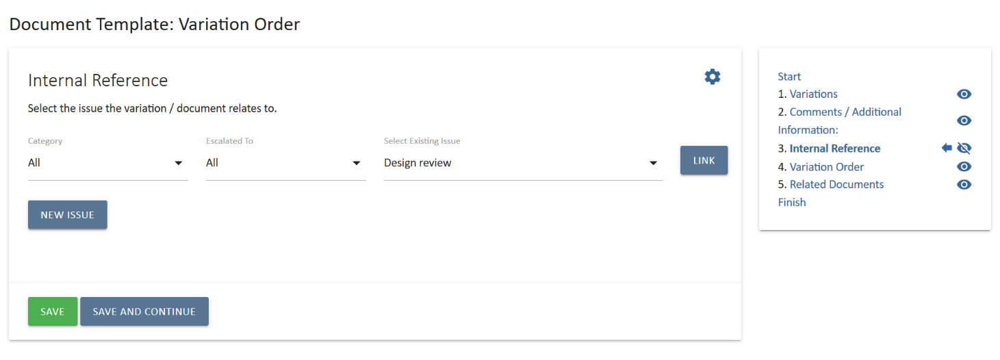 Document Template: Variation Order
Internal Reference
Select the issue the variation / document relates to.
Category
All
Escalated To
All
Select Existing Issue
Design review
LINK
NEW ISSUE
SAVE
SAVE AND CONTINUE
Start
1. Variations
2. Comments / Additional
Information:
3. Internal Reference
4. Variation Order
5. Related Documents
Finish